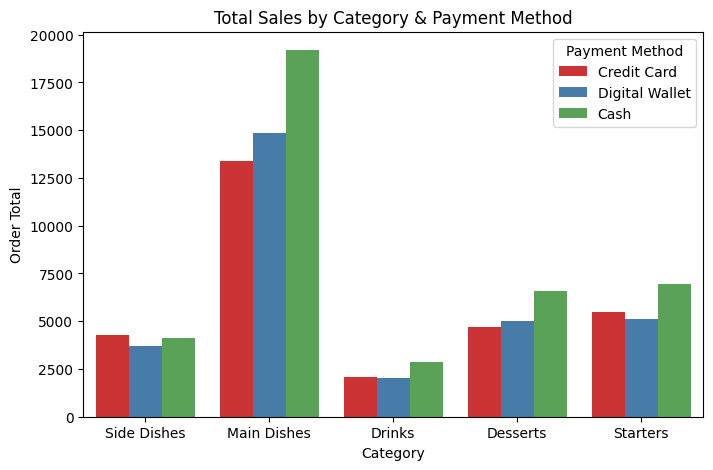 Total Sales by Category & Payment Method
Payment Method
Credit Card
Digital Wallet
Cash
Order Total
20000
17500
15000
12500
10000
7500
5000
2500
0
Side Dishes
Main Dishes
Drinks
Desserts
Starters
Category